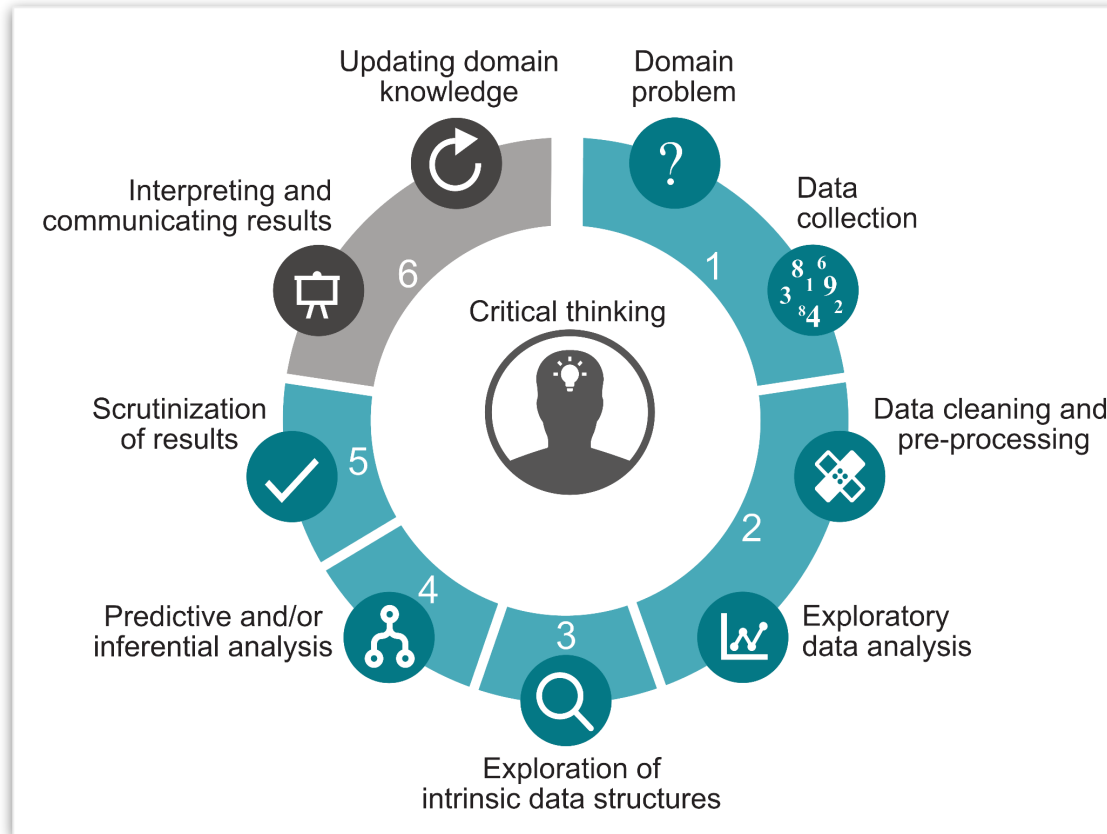 Updating domain
knowledge
Domain
problem
?
Interpreting and
communicating results
Data
collection
8 6
3 1 9
8 4 2
6
1
Critical thinking
Scrutinization
of results
Data cleaning and
pre-processing
5
2
Predictive and/or
inferential analysis
4
Exploratory
data analysis
3
Exploration of
intrinsic data structures